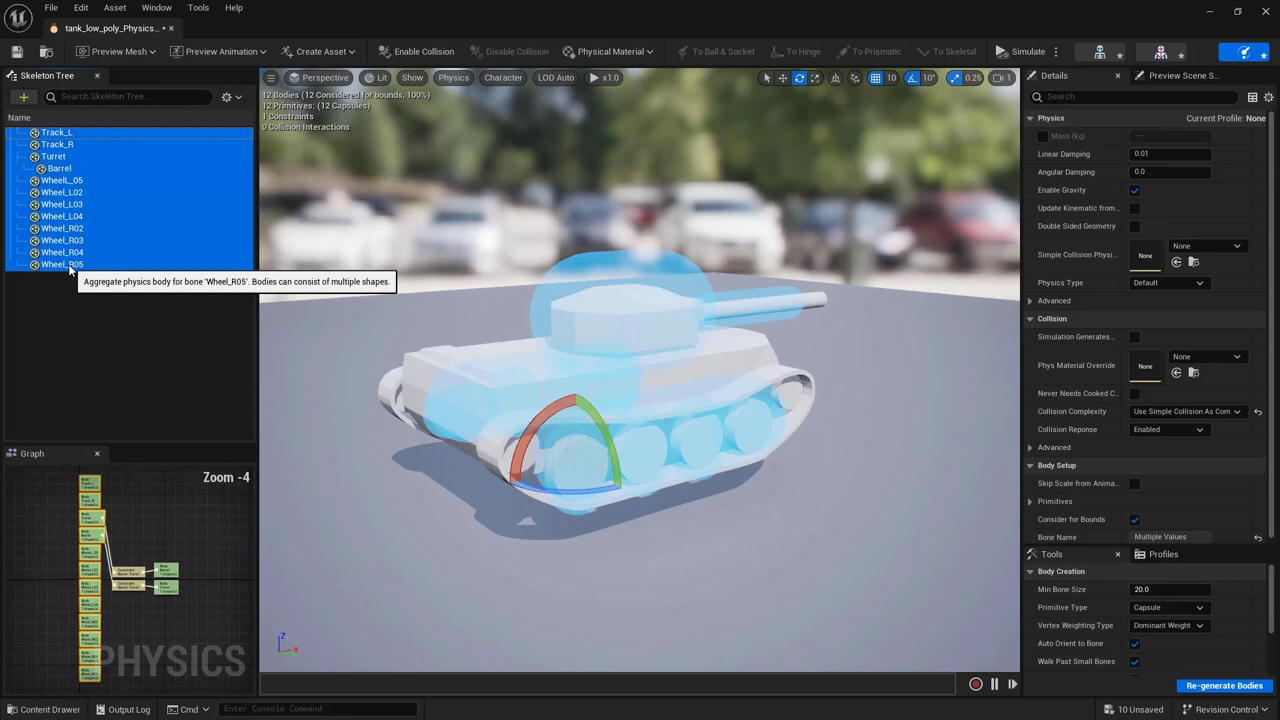 File Edit Asset Window Tools Help
tank_low_poly_Physics... •
Preview Mesh Preview Animation Create Asset Enable Collision Disable Collision Physical Material To Ball & Socket To Hinge To Prismatic To Skeletal Simulate
Skeleton Tree
Search Skeleton Tree...
Name
Track_L
Track_R
Turret
Barrel
WheelL_05
Wheel_L02
Wheel_L03
Wheel_L04
Wheel_R02
Wheel_R03
Wheel_R04
Wheel_R05
Aggregate physics body for bone 'Wheel_R05'. Bodies can consist of multiple shapes.
Graph
Zoom -4
PHYSICS
Perspective Lit Show Physics Character LOD Auto x1.0 10 10° 0.25 1
12 Bodies (12 Considered for bounds, 100%)
12 Primitives: (12 Capsules)
1 Constraints
0 Collision Interactions
Z
X
Details Preview Scene S...
Search
Physics Current Profile: None
Mass (kg) ---
Linear Damping 0.01
Angular Damping 0.0
Enable Gravity
Update Kinematic from...
Double Sided Geometry
Simple Collision Physi... None None
Physics Type Default
Advanced
Collision
Simulation Generates...
Phys Material Override None None
Never Needs Cooked C...
Collision Complexity Use Simple Collision As Com
Collision Reponse Enabled
Advanced
Body Setup
Skip Scale from Anima...
Primitives
Consider for Bounds
Bone Name Multiple Values
Tools Profiles
Body Creation
Min Bone Size 20.0
Primitive Type Capsule
Vertex Weighting Type Dominant Weight
Auto Orient to Bone
Walk Past Small Bones
Re-generate Bodies
Content Drawer Output Log Cmd Enter Console Command 10 Unsaved Revision Control